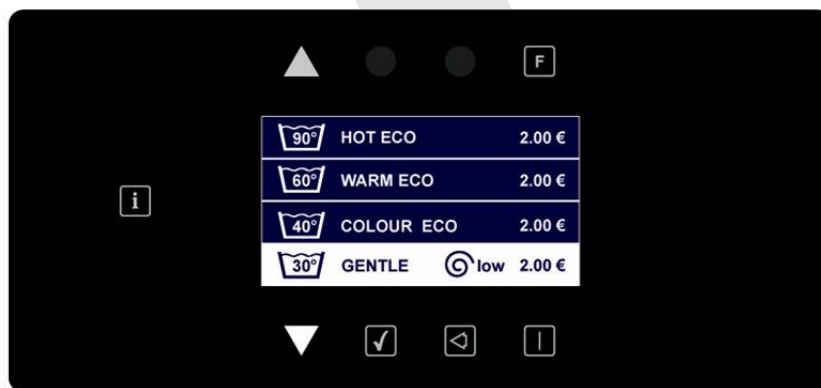 F
90° HOT ECO 2.00 €
60° WARM ECO 2.00 €
i
40° COLOUR ECO 2.00 €
30° GENTLE low 2.00 €